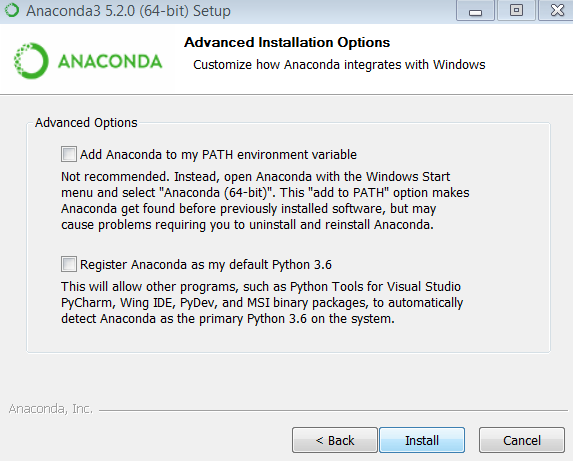 Anaconda3 5.2.0 (64-bit) Setup
ANACONDA
Advanced Installation Options
Customize how Anaconda integrates with Windows
Advanced Options
Add Anaconda to my PATH environment variable
Not recommended. Instead, open Anaconda with the Windows Start
menu and select "Anaconda (64-bit)". This "add to PATH" option makes
Anaconda get found before previously installed software, but may
cause problems requiring you to uninstall and reinstall Anaconda.
Register Anaconda as my default Python 3.6
This will allow other programs, such as Python Tools for Visual Studio
PyCharm, Wing IDE, PyDev, and MSI binary packages, to automatically
detect Anaconda as the primary Python 3.6 on the system.
Anaconda, Inc.
< Back
Install
Cancel